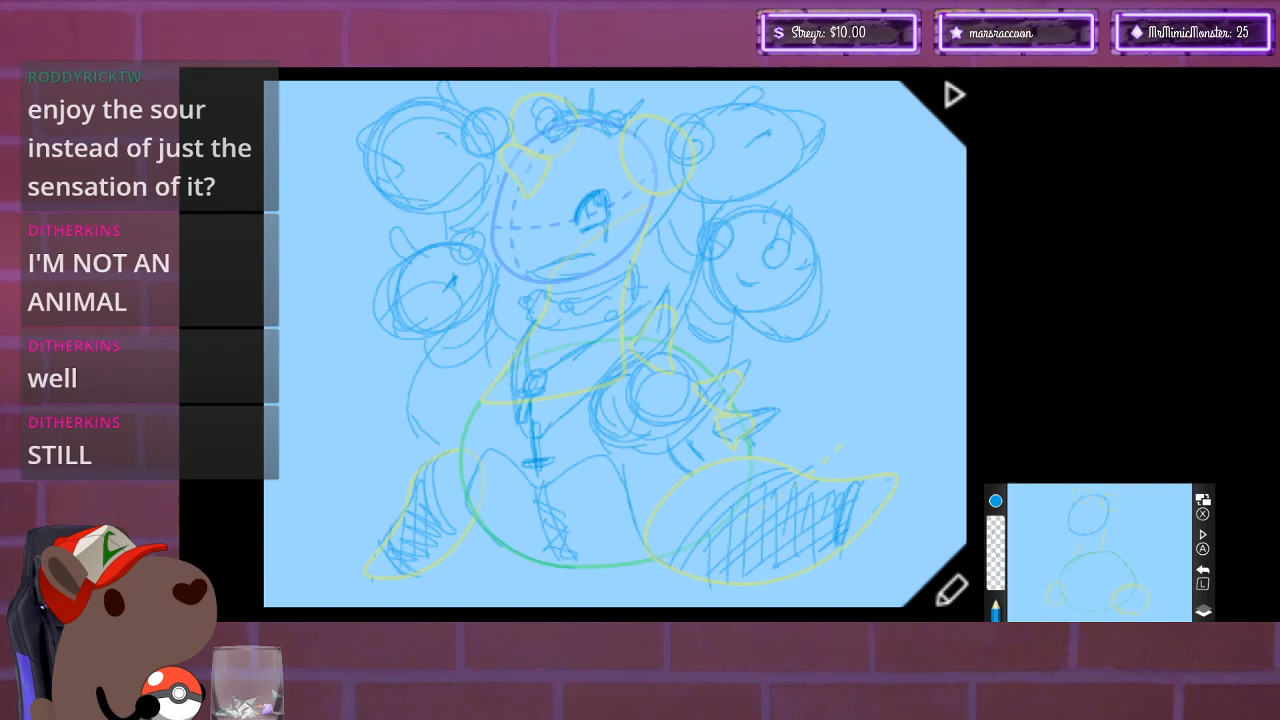 Streyr: $10.00
marsraccoon
MrMimicMonster: 25
RODDYRICKTW
enjoy the sour
instead of just the
sensation of it?
DITHERKINS
I'M NOT AN
ANIMAL
DITHERKINS
well
DITHERKINS
STILL
X
A
L